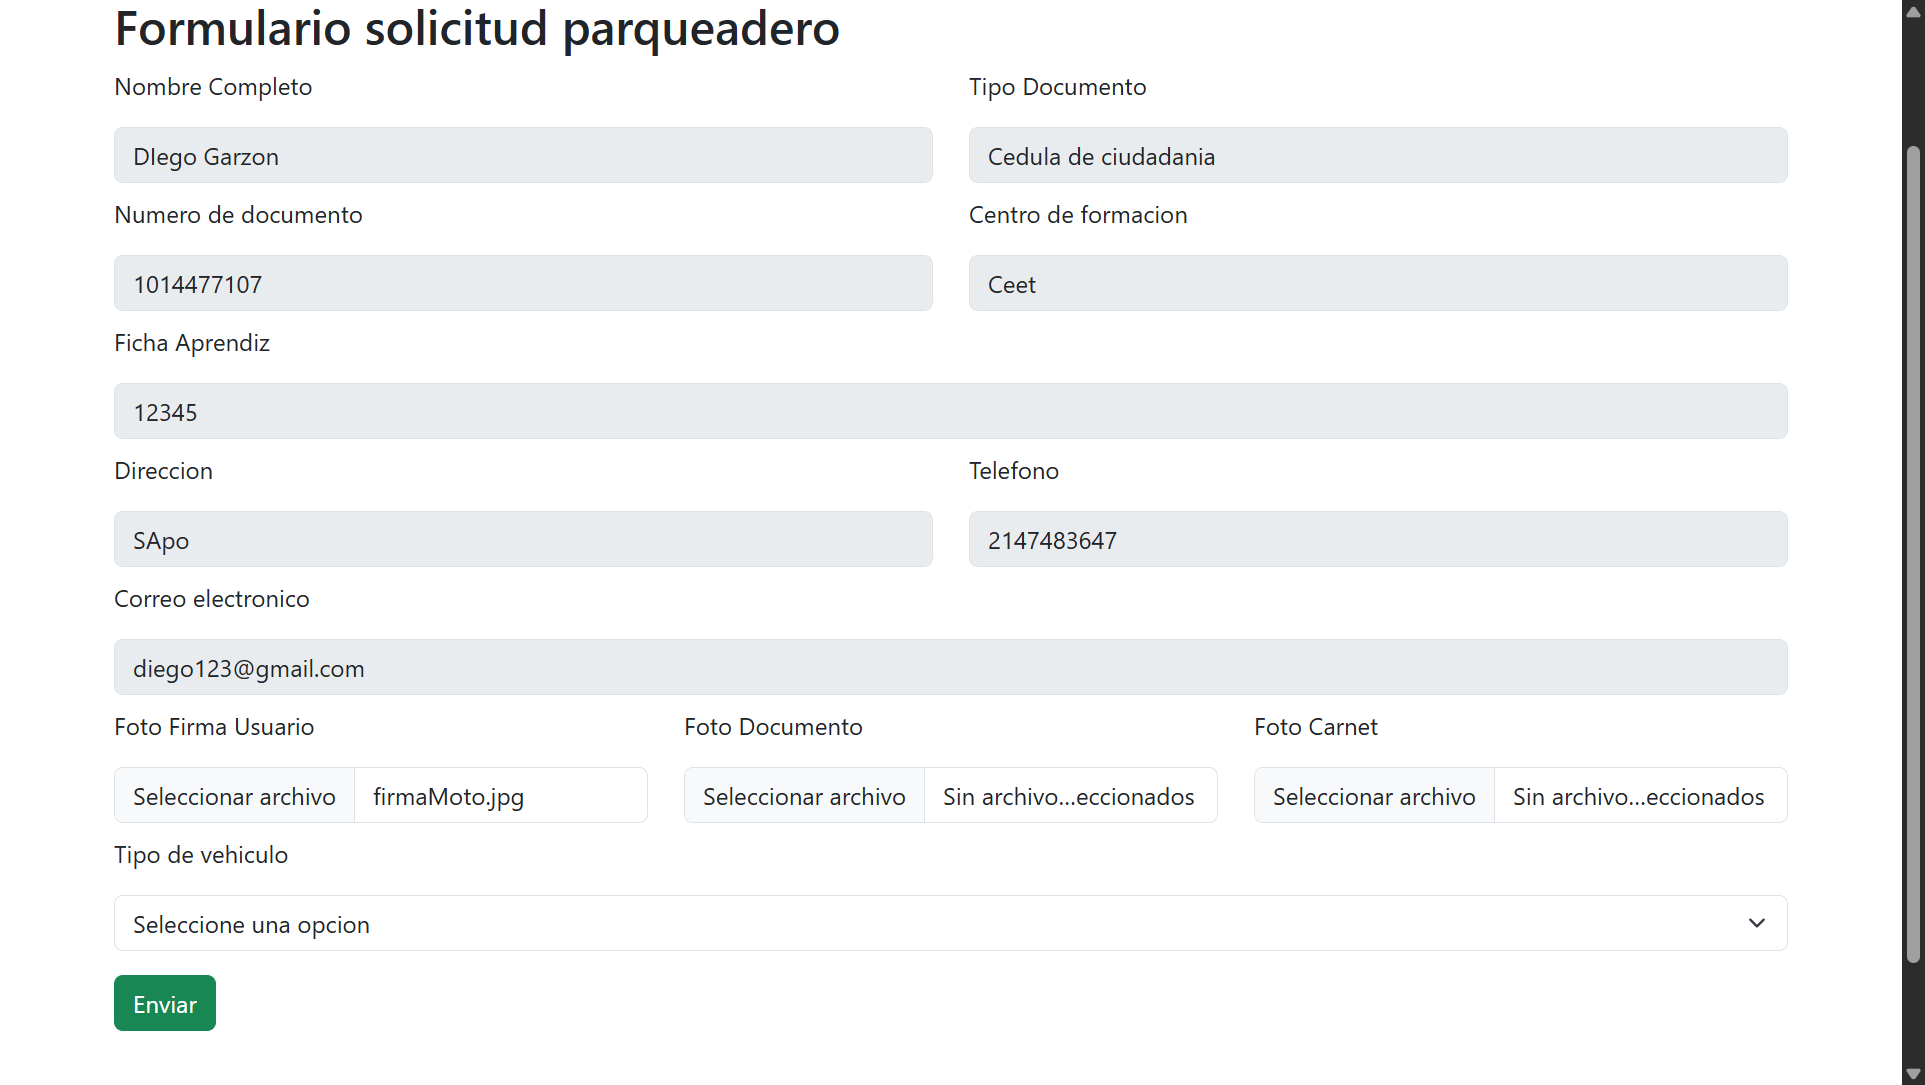 Formulario solicitud parqueadero
Nombre Completo
Tipo Documento
DIego Garzon
Cedula de ciudadania
Numero de documento
Centro de formacion
1014477107
Ceet
Ficha Aprendiz
12345
Direccion
Telefono
SApo
2147483647
Correo electronico
diego123@gmail.com
Foto Firma Usuario
Foto Documento
Foto Carnet
Seleccionar archivo firmaMoto.jpg
Seleccionar archivo Sin archivo...eccionados
Seleccionar archivo Sin archivo...eccionados
Tipo de vehiculo
Seleccione una opcion
Enviar